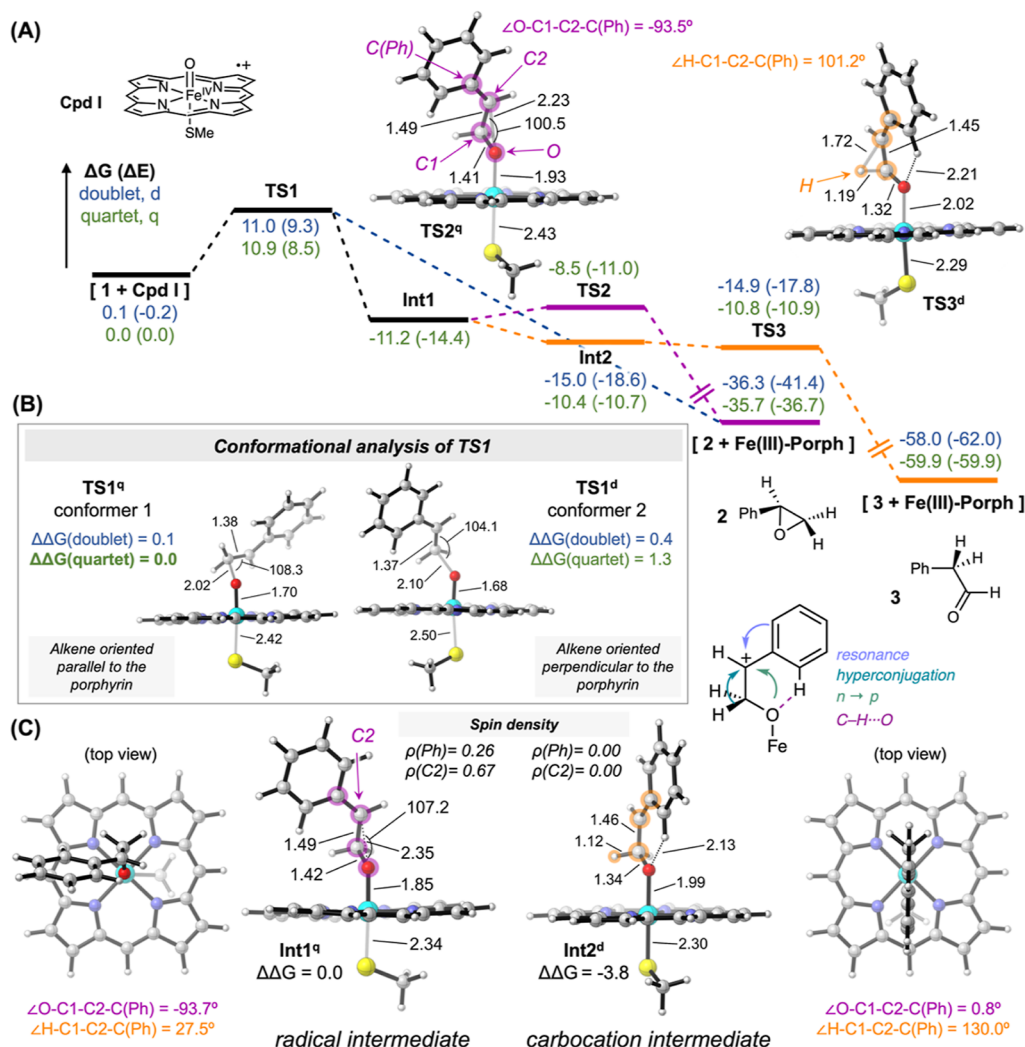 (A)
Cpd I
O
•+
N
N
Fe
IV
N
N
SMe
ΔG (ΔE)
doublet, d
quartet, q
[ 1 + Cpd I ]
0.1 (-0.2)
0.0 (0.0)
TS1
11.0 (9.3)
10.9 (8.5)
Int1
-11.2 (-14.4)
∠O-C1-C2-C(Ph) = -93.5º
C(Ph)
C2
1.49
2.23
100.5
C1
1.41
O
1.93
TS2q
2.43
-8.5 (-11.0)
TS2
Int2
-15.0 (-18.6)
-10.4 (-10.7)
∠H-C1-C2-C(Ph) = 101.2º
1.72
1.45
H
1.19
1.32
2.21
2.02
2.29
TS3d
-14.9 (-17.8)
-10.8 (-10.9)
TS3
-36.3 (-41.4)
-35.7 (-36.7)
[ 2 + Fe(III)-Porph ]
-58.0 (-62.0)
-59.9 (-59.9)
[ 3 + Fe(III)-Porph ]
2
H
Ph
O
H
H
3
H
Ph
H
O
(B)
Conformational analysis of TS1
TS1q
conformer 1
ΔΔG(doublet) = 0.1
ΔΔG(quartet) = 0.0
1.38
2.02
108.3
1.70
2.42
Alkene oriented
parallel to the
porphyrin
TS1d
conformer 2
ΔΔG(doublet) = 0.4
ΔΔG(quartet) = 1.3
104.1
1.37
2.10
1.68
2.50
Alkene oriented
perpendicular to the
porphyrin
H
+
H
H
H
O
Fe
resonance
hyperconjugation
n → p
C–H···O
(C)
(top view)
∠O-C1-C2-C(Ph) = -93.7º
∠H-C1-C2-C(Ph) = 27.5º
Spin density
ρ(Ph)= 0.26
ρ(C2)= 0.67
ρ(Ph)= 0.00
ρ(C2)= 0.00
C2
107.2
1.49
2.35
1.42
1.85
2.34
Int1q
ΔΔG = 0.0
radical intermediate
1.46
1.12
2.13
1.34
1.99
2.30
Int2d
ΔΔG = -3.8
carbocation intermediate
(top view)
∠O-C1-C2-C(Ph) = 0.8º
∠H-C1-C2-C(Ph) = 130.0º